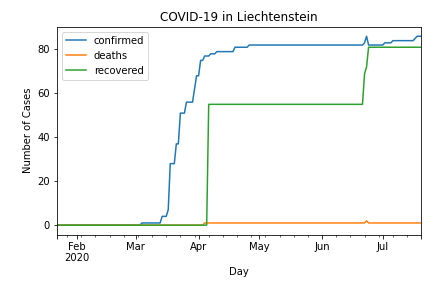 COVID-19 in Liechtenstein
confirmed
deaths
recovered
Number of Cases
80
60
40
20
0
Feb
2020
Mar
Apr
May
Jun
Jul
Day